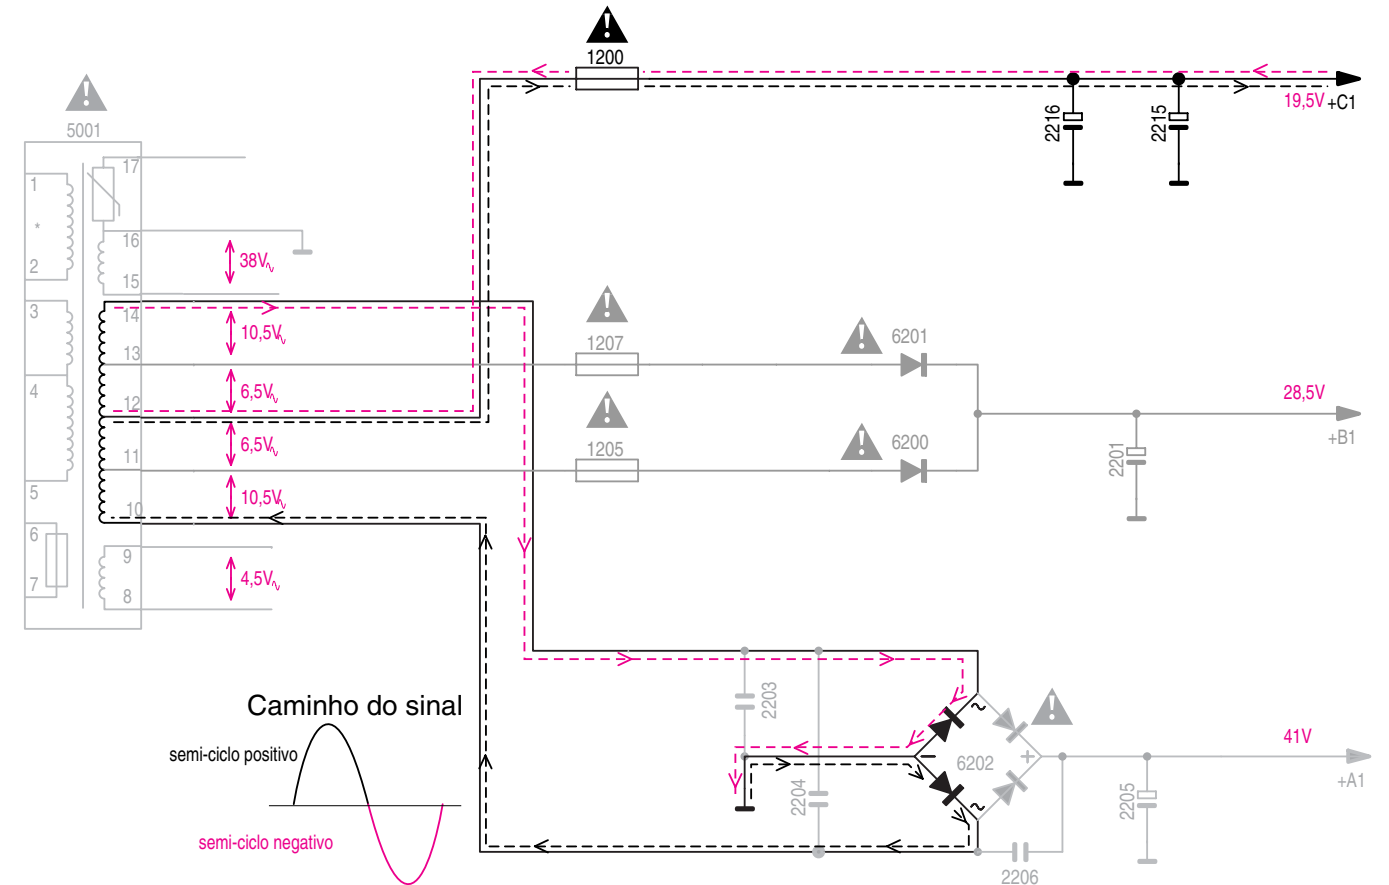 1200
19,5V
+C1
2216
2215
5001
17
1
*
16
2
38V
15
3
14
10,5V
1207
6201
13
4
6,5V
12
28,5V
1205
6200
+B1
6,5V
11
2201
5
10,5V
10
6
9
7
4,5V
8
Caminho do sinal
semi-ciclo positivo
semi-ciclo negativo
2203
~
−
6202
+
41V
+A1
2204
~
2205
2206